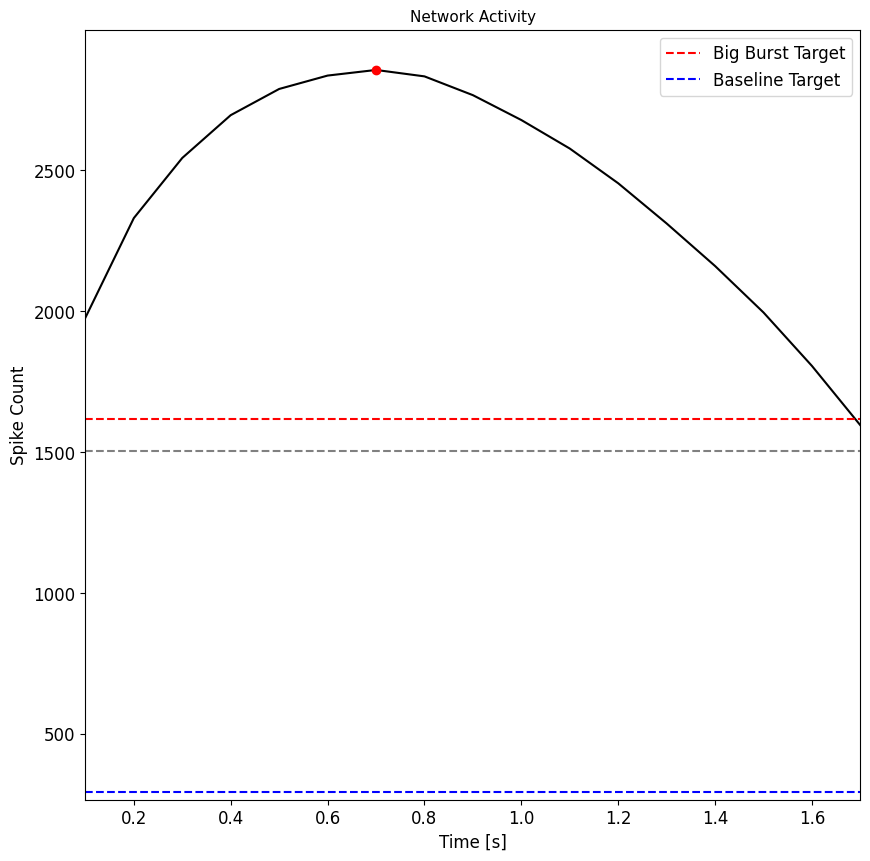 Network Activity
Big Burst Target
Baseline Target
Spike Count
2500
2000
1500
1000
500
0.2 0.4 0.6 0.8 1.0 1.2 1.4 1.6
Time [s]